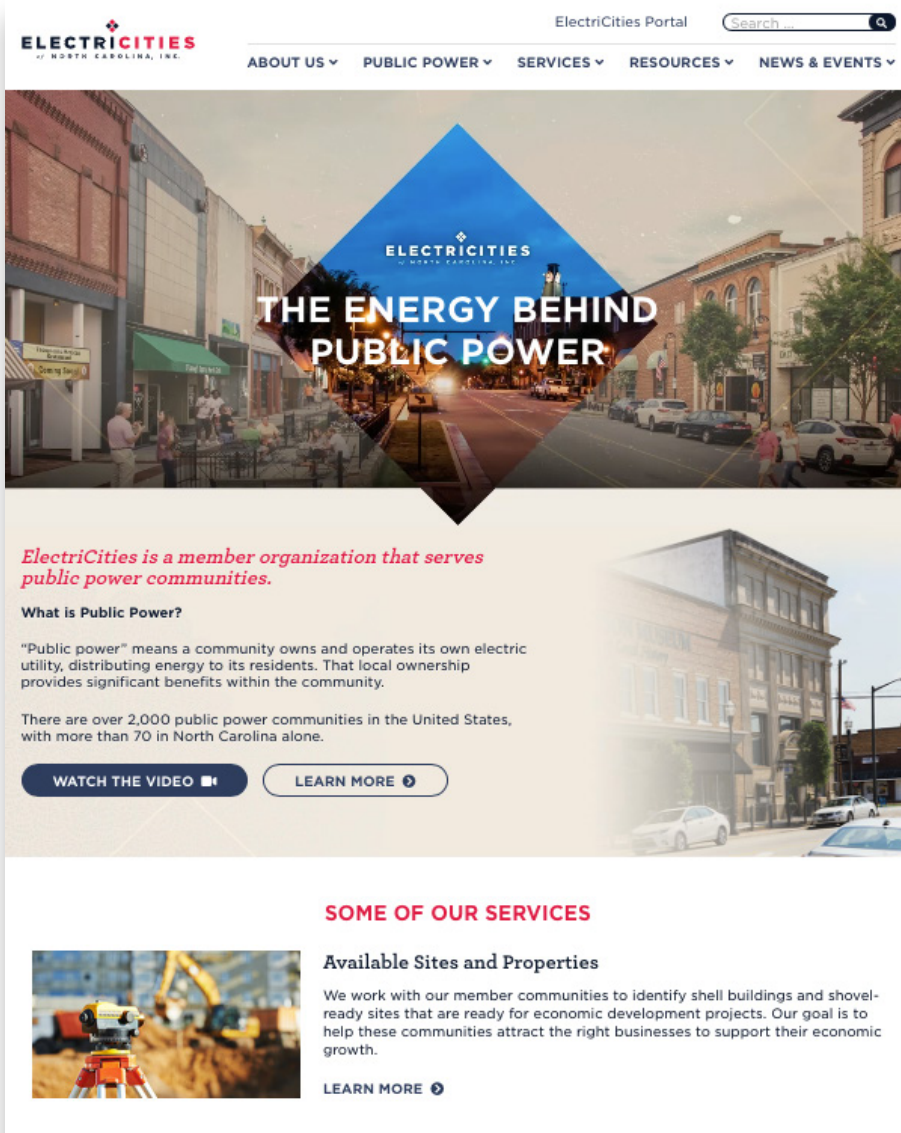 ElectriCities Portal
Search ...
ELECTRICITIES
of NORTH CAROLINA, INC.
ABOUT US
PUBLIC POWER
SERVICES
RESOURCES
NEWS & EVENTS
ELECTRICITIES
of NORTH CAROLINA, INC.
THE ENERGY BEHIND
PUBLIC POWER
Coming Soon
ElectriCities is a member organization that serves
public power communities.
What is Public Power?
“Public power” means a community owns and operates its own electric
utility, distributing energy to its residents. That local ownership
provides significant benefits within the community.
There are over 2,000 public power communities in the United States,
with more than 70 in North Carolina alone.
WATCH THE VIDEO
LEARN MORE
SOME OF OUR SERVICES
Available Sites and Properties
We work with our member communities to identify shell buildings and shovel-
ready sites that are ready for economic development projects. Our goal is to
help these communities attract the right businesses to support their economic
growth.
LEARN MORE